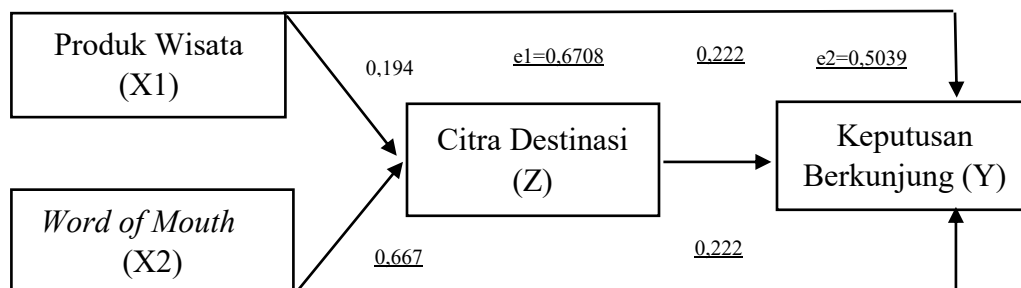 Produk Wisata
(X1)
0,194
e1=0,6708
0,222
e2=0,5039
Citra Destinasi
(Z)
Keputusan
Berkunjung (Y)
Word of Mouth
(X2)
0,667
0,222